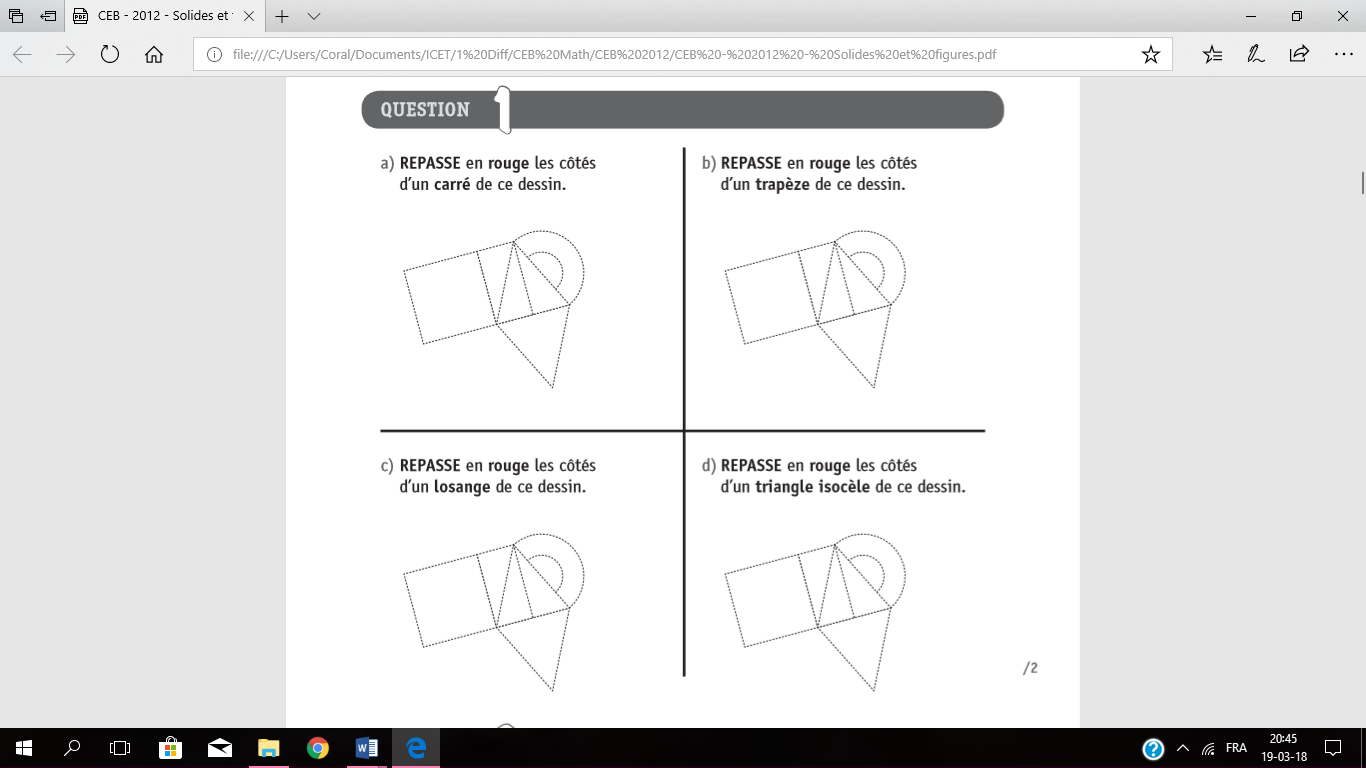 CEB - 2012 - Solides et
file:///C:/Users/Coral/Documents/ICET/1%20Diff/CEB%20Math/CEB%202012/CEB%20-%202012%20-%20Solides%20et%20figures.pdf
QUESTION 1
a) REPASSE en rouge les côtés
d'un carré de ce dessin.
b) REPASSE en rouge les côtés
d'un trapèze de ce dessin.
c) REPASSE en rouge les côtés
d'un losange de ce dessin.
d) REPASSE en rouge les côtés
d'un triangle isocèle de ce dessin.
/2
FRA
20:45
19-03-18